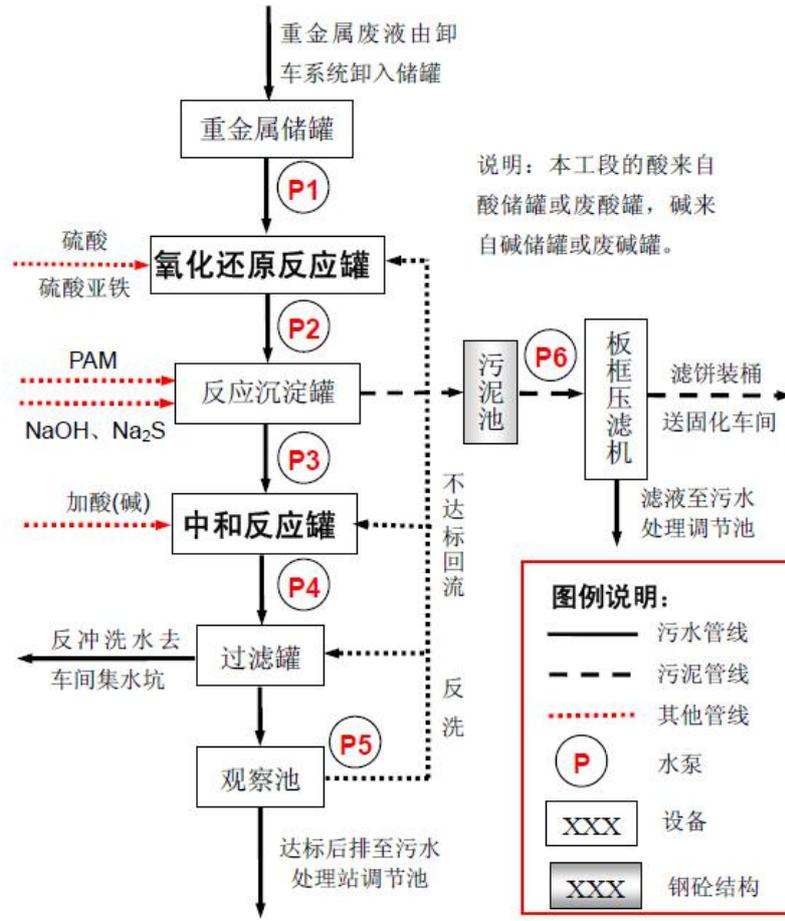 重金属废液由卸
车系统卸入储罐
重金属储罐
P1
说明：本工段的酸来自
酸储罐或废酸罐，碱来
自碱储罐或废碱罐。
硫酸
硫酸亚铁
氧化还原反应罐
P2
PAM
NaOH、Na₂S
反应沉淀罐
污泥池
P6
板框压滤机
滤饼装桶
送固化车间
滤液至污水
处理调节池
P3
加酸(碱)
中和反应罐
不达标回流
P4
反冲洗水去
车间集水坑
过滤罐
反洗
P5
观察池
达标后排至污水
处理站调节池
图例说明：
污水管线
污泥管线
其他管线
P
水泵
XXX
设备
XXX
钢砼结构